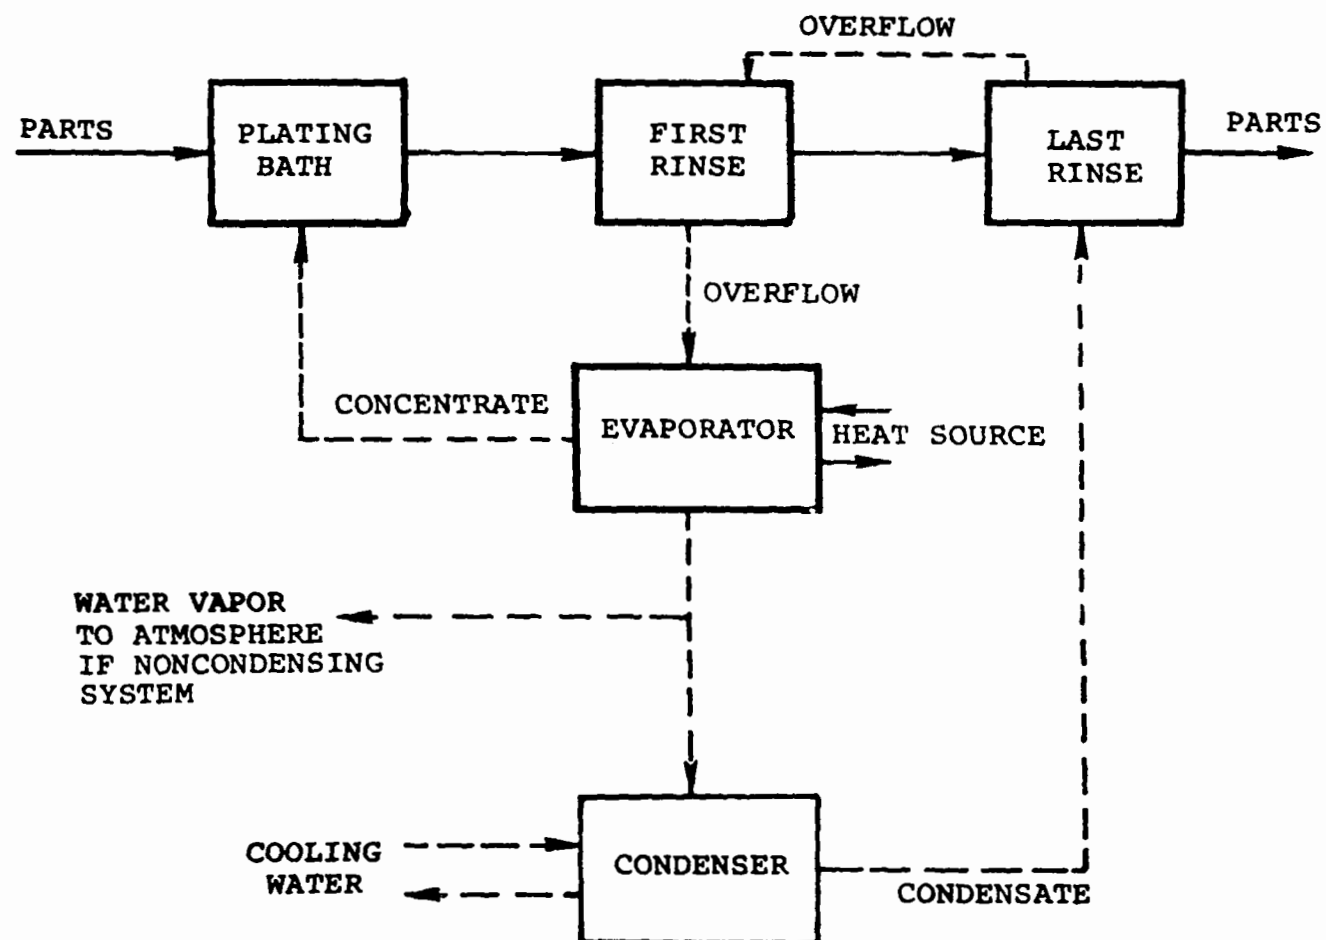 OVERFLOW
PARTS
PLATING
BATH
FIRST
RINSE
LAST
RINSE
PARTS
OVERFLOW
CONCENTRATE
EVAPORATOR
HEAT SOURCE
WATER VAPOR
TO ATMOSPHERE
IF NONCONDENSING
SYSTEM
COOLING
WATER
CONDENSER
CONDENSATE